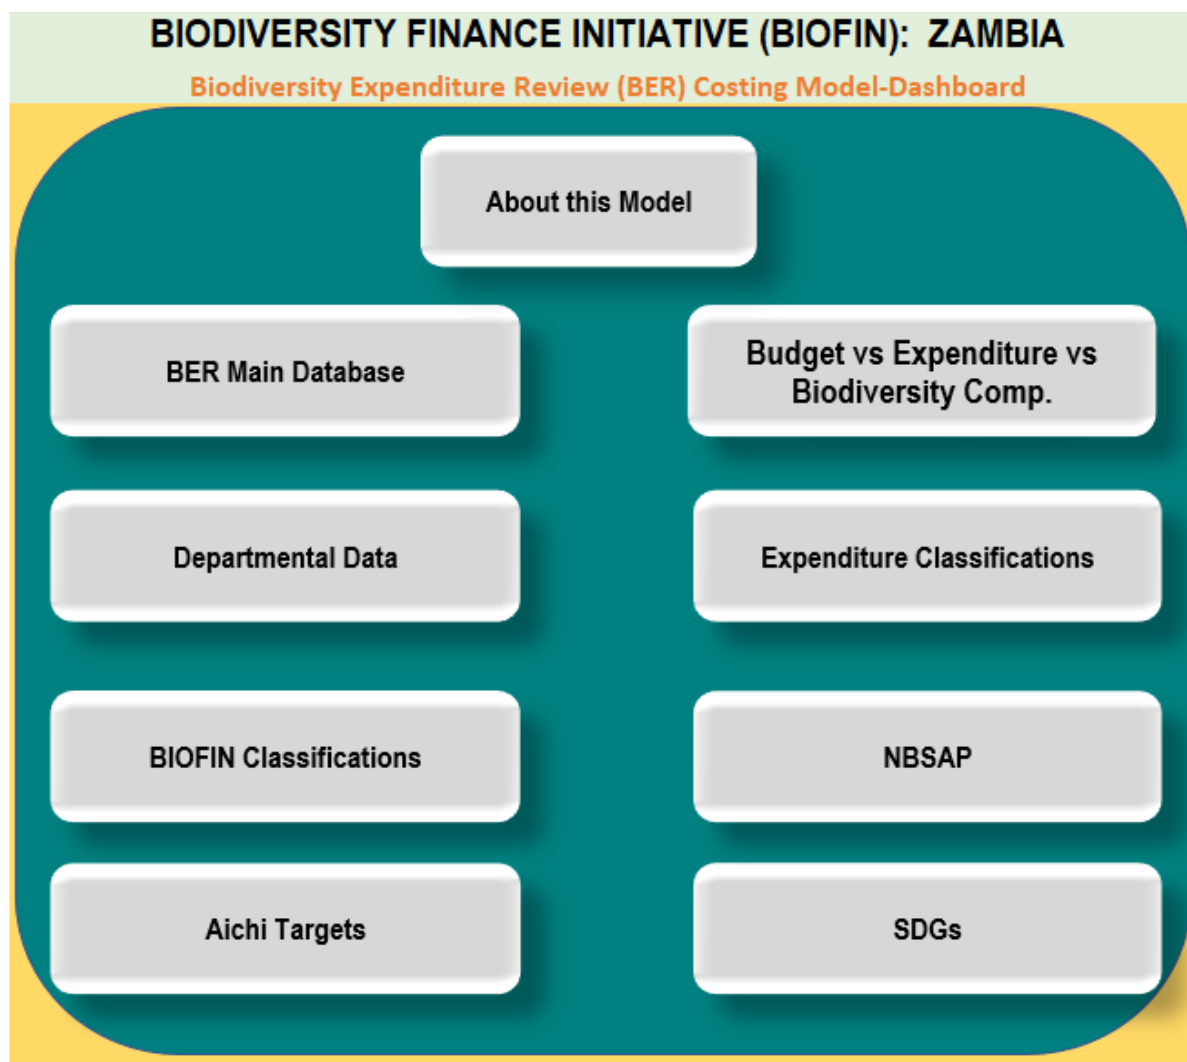 BIODIVERSITY FINANCE INITIATIVE (BIOFIN): ZAMBIA
Biodiversity Expenditure Review (BER) Costing Model-Dashboard
About this Model
BER Main Database
Budget vs Expenditure vs
Biodiversity Comp.
Departmental Data
Expenditure Classifications
BIOFIN Classifications
NBSAP
Aichi Targets
SDGs